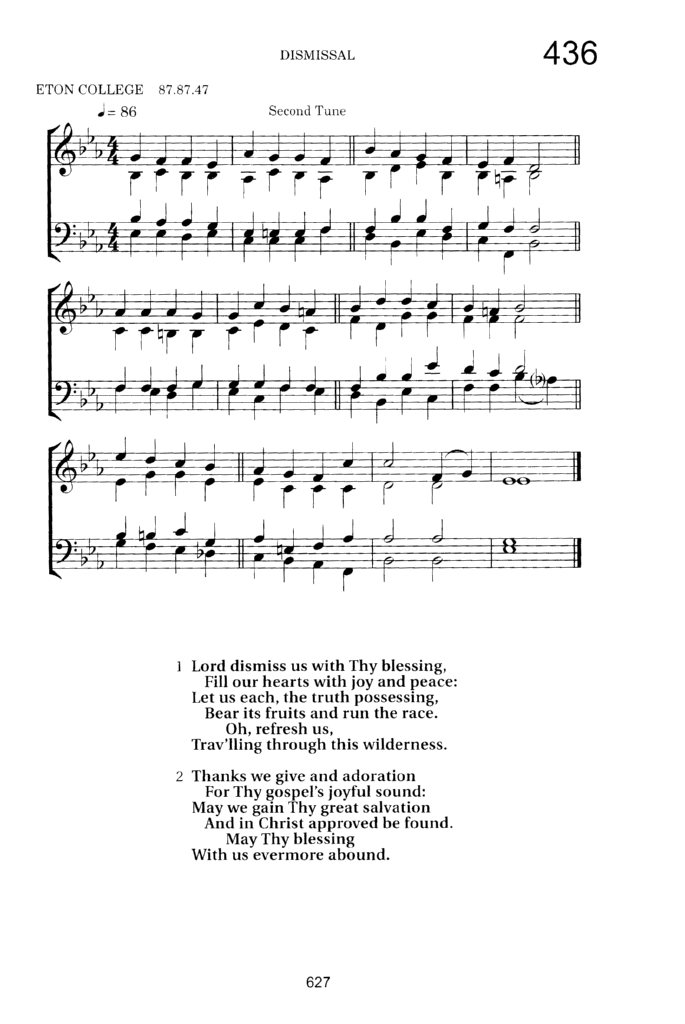 DISMISSAL
436
ETON COLLEGE 87.87.47
♩= 86
Second Tune
1 Lord dismiss us with Thy blessing,
Fill our hearts with joy and peace:
Let us each, the truth possessing,
Bear its fruits and run the race.
Oh, refresh us,
Trav'lling through this wilderness.
2 Thanks we give and adoration
For Thy gospel's joyful sound:
May we gain Thy great salvation
And in Christ approved be found.
May Thy blessing
With us evermore abound.
627